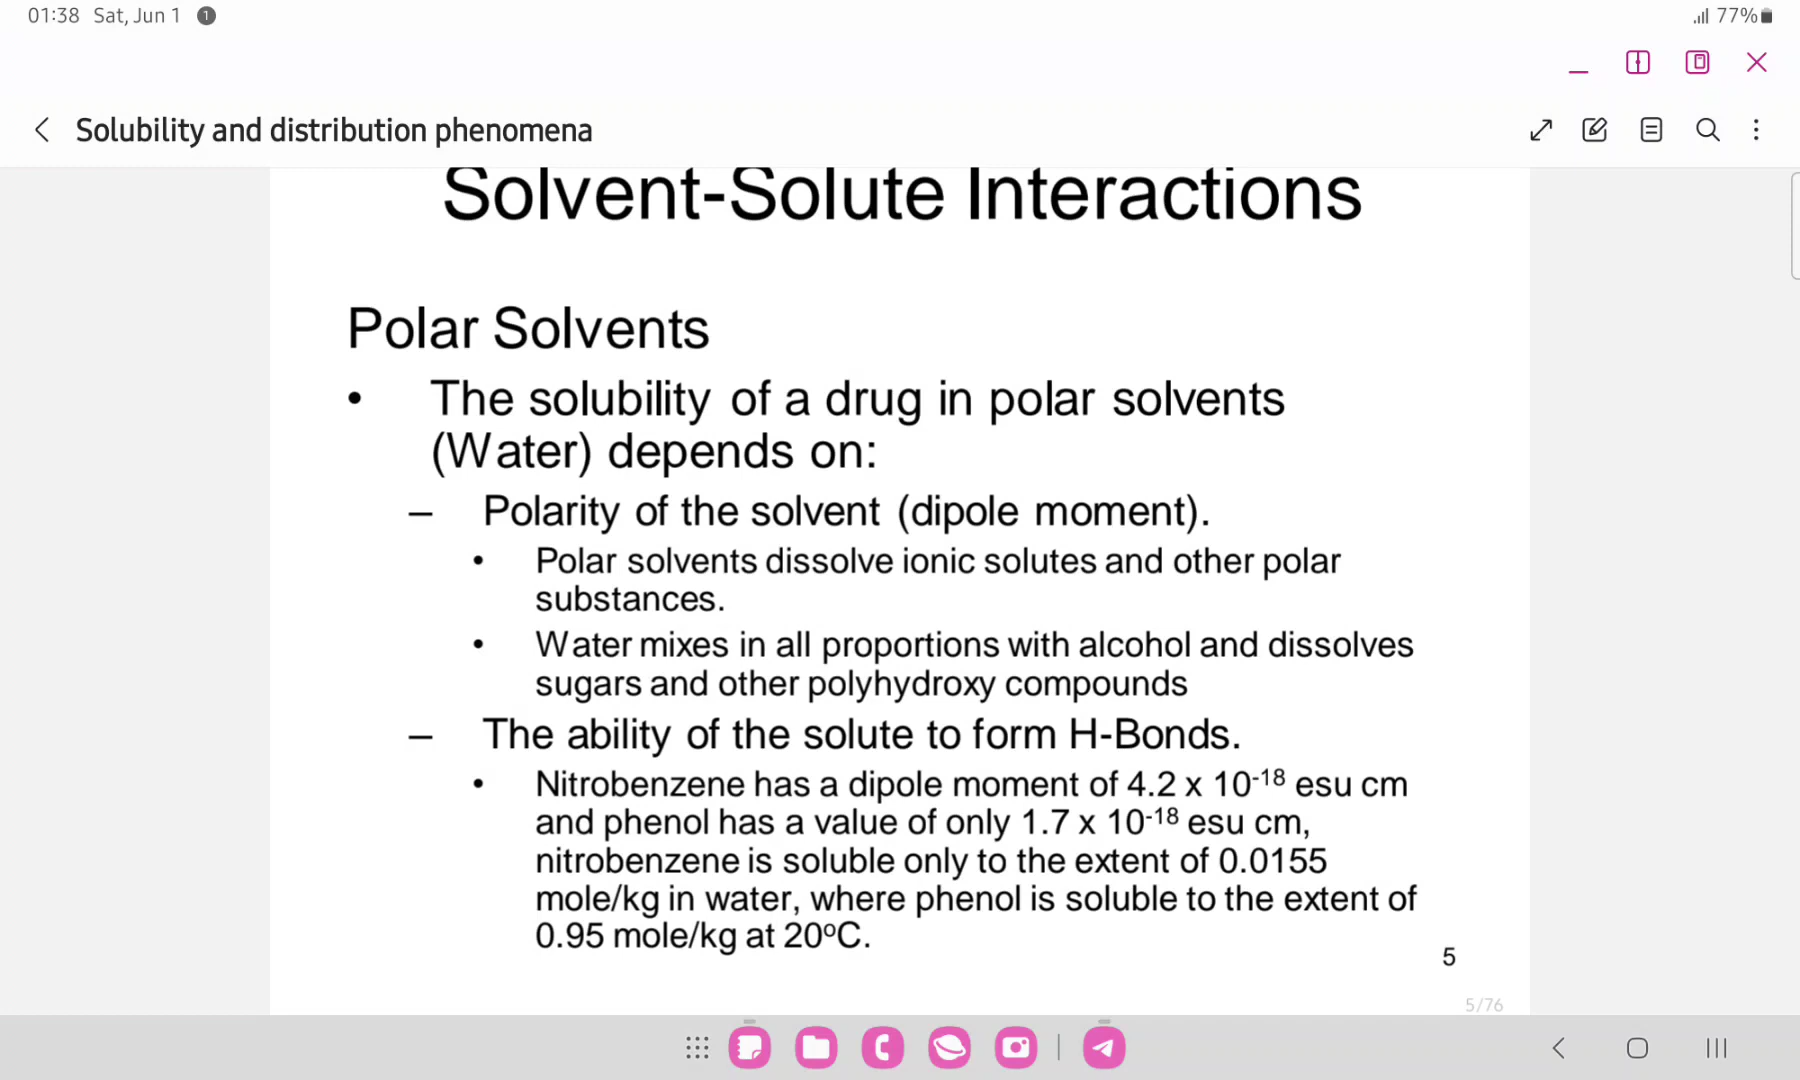 01:38 Sat, Jun 1 1 77%
Solubility and distribution phenomena
Solvent-Solute Interactions
Polar Solvents
• The solubility of a drug in polar solvents
(Water) depends on:
– Polarity of the solvent (dipole moment).
• Polar solvents dissolve ionic solutes and other polar
substances.
• Water mixes in all proportions with alcohol and dissolves
sugars and other polyhydroxy compounds
– The ability of the solute to form H-Bonds.
• Nitrobenzene has a dipole moment of 4.2 x 10⁻¹⁸ esu cm
and phenol has a value of only 1.7 x 10⁻¹⁸ esu cm,
nitrobenzene is soluble only to the extent of 0.0155
mole/kg in water, where phenol is soluble to the extent of
0.95 mole/kg at 20ºC.
5
5/76